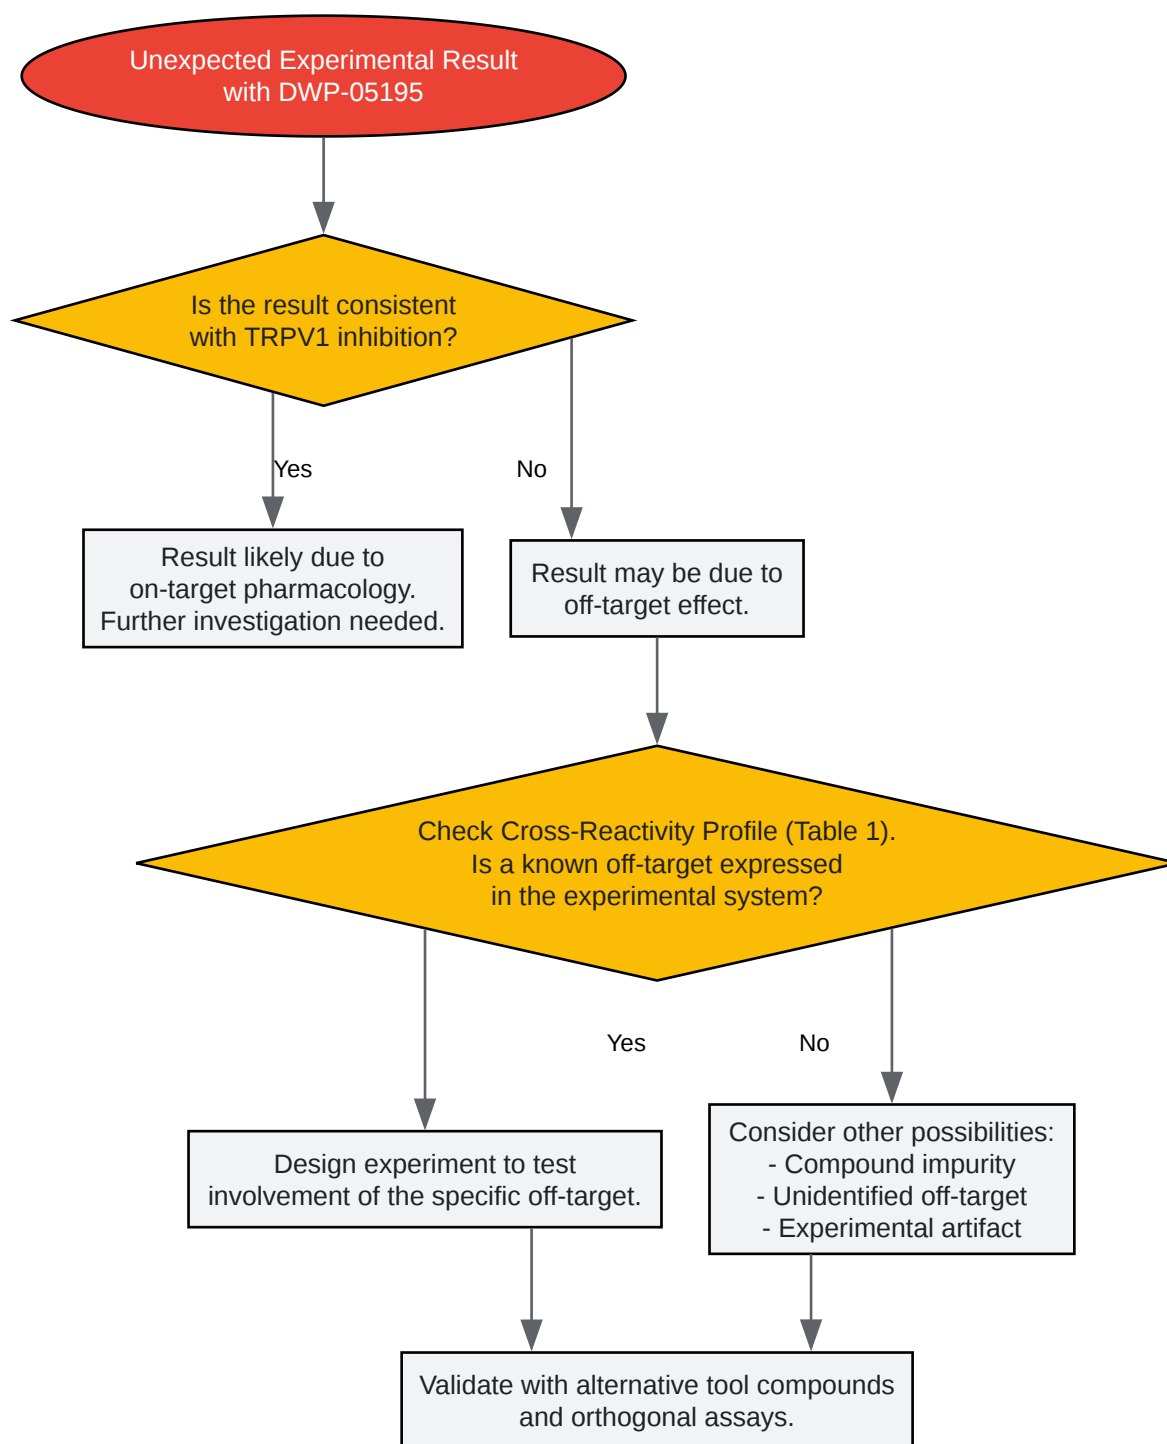 Unexpected Experimental Result
with DWP-05195
Is the result consistent
with TRPV1 inhibition?
Yes
No
Result likely due to
on-target pharmacology.
Further investigation needed.
Result may be due to
off-target effect.
Check Cross-Reactivity Profile (Table 1).
Is a known off-target expressed
in the experimental system?
Yes
No
Design experiment to test
involvement of the specific off-target.
Consider other possibilities:
- Compound impurity
- Unidentified off-target
- Experimental artifact
Validate with alternative tool compounds
and orthogonal assays.